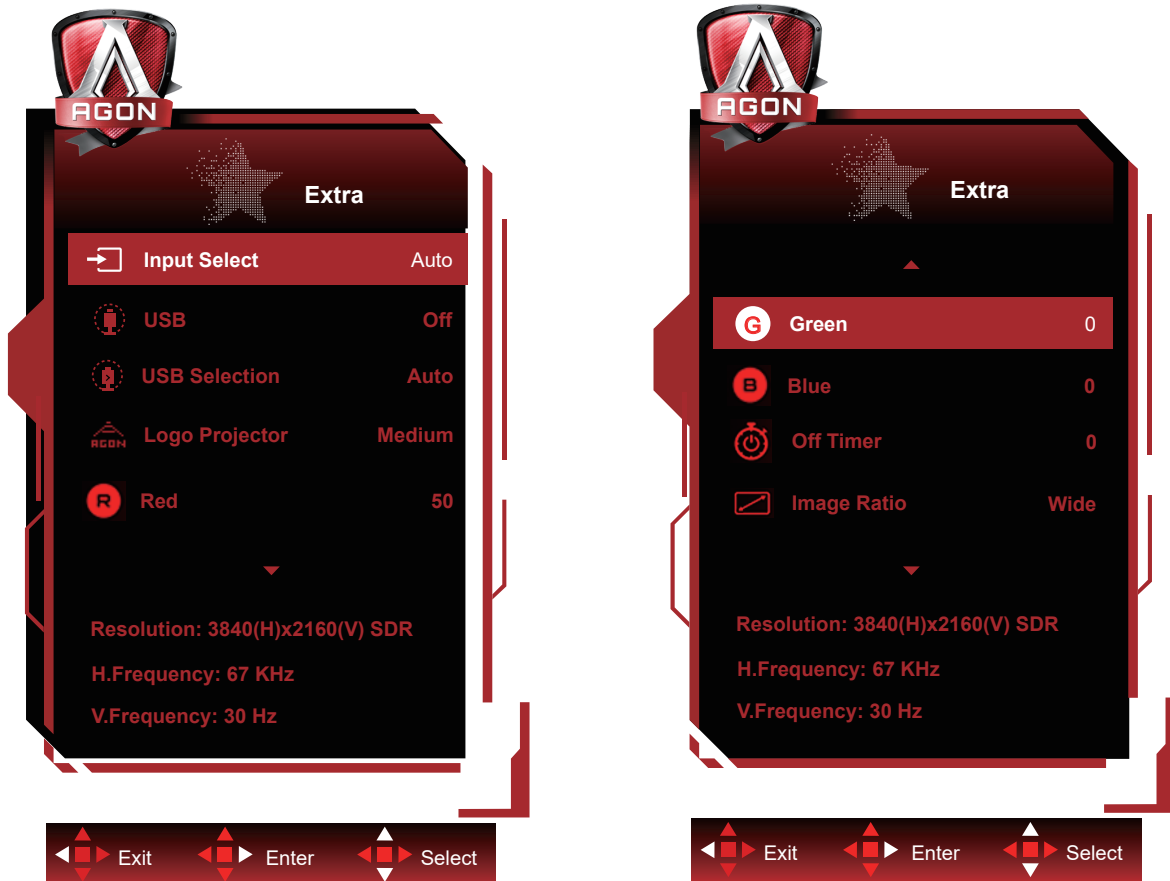 AGON
Extra
Input Select Auto
USB Off
USB Selection Auto
AGON Logo Projector Medium
R Red 50
Resolution: 3840(H)x2160(V) SDR
H.Frequency: 67 KHz
V.Frequency: 30 Hz
Exit Enter Select
AGON
Extra
G Green 0
B Blue 0
Off Timer 0
Image Ratio Wide
Resolution: 3840(H)x2160(V) SDR
H.Frequency: 67 KHz
V.Frequency: 30 Hz
Exit Enter Select